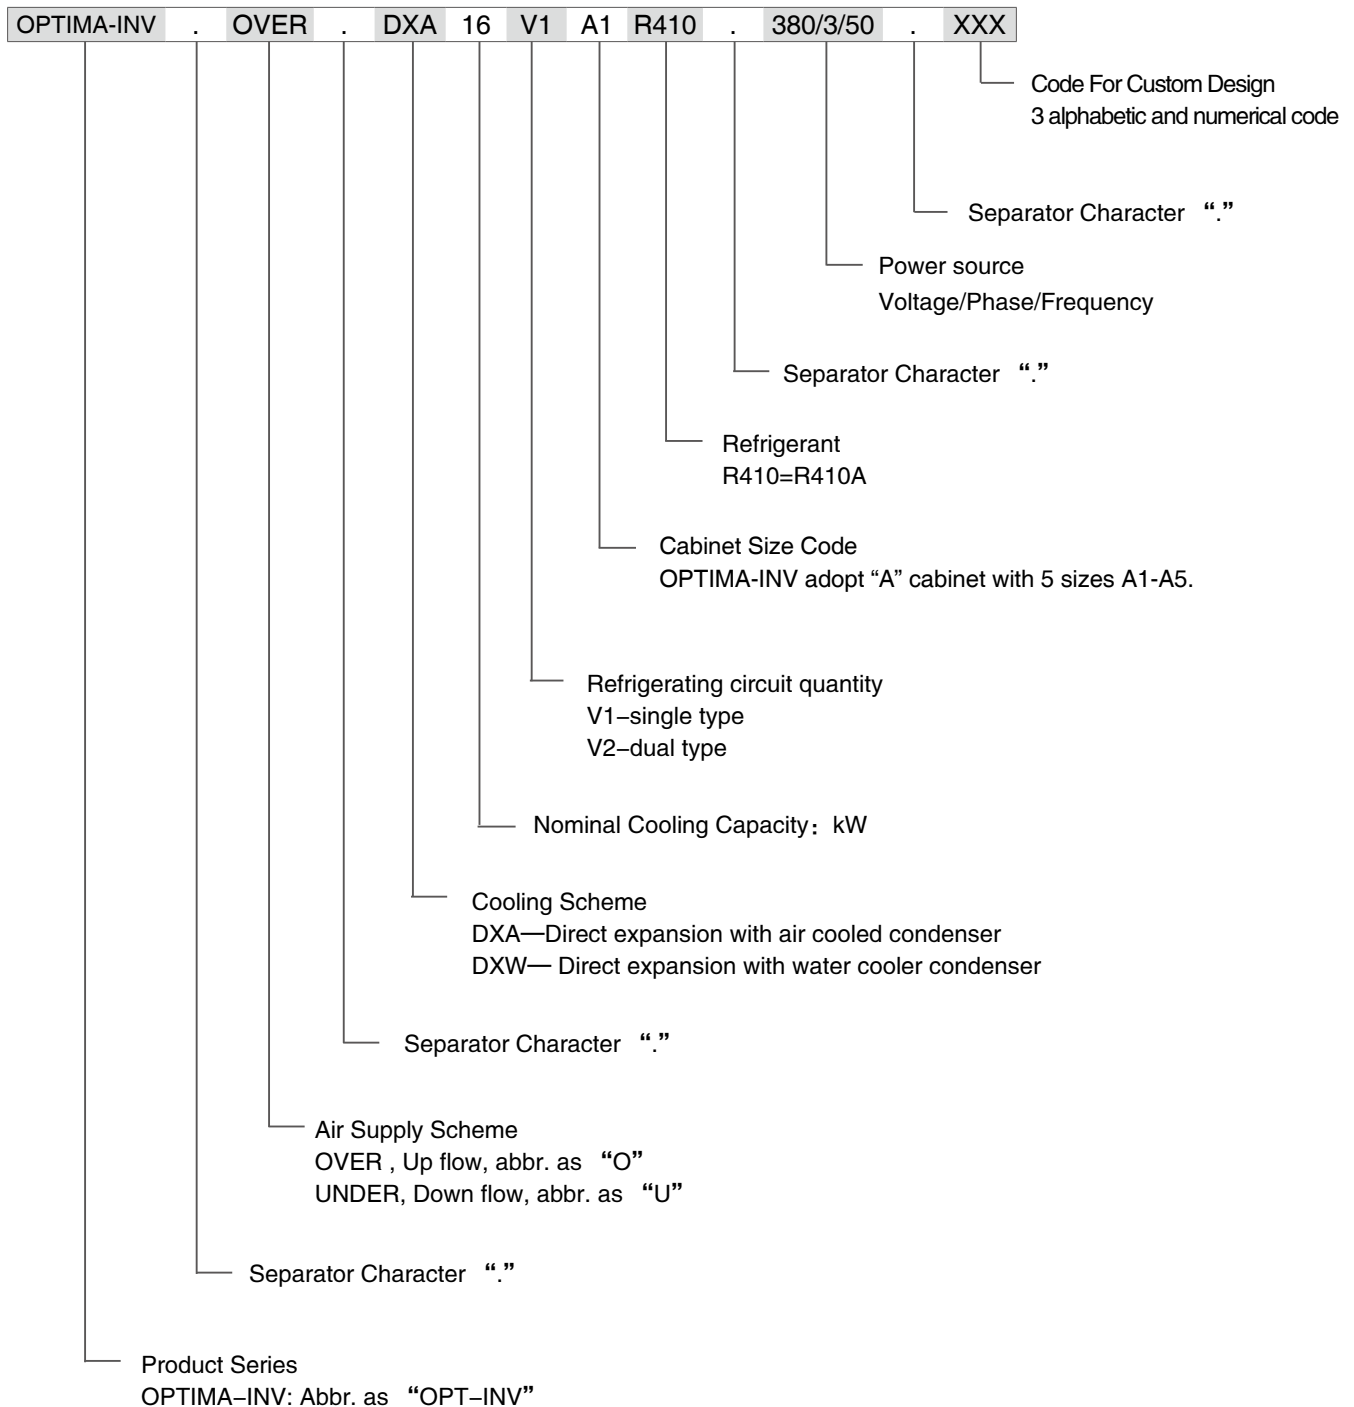 OPTIMA-INV . OVER . DXA 16 V1 A1 R410 . 380/3/50 . XXX
Code For Custom Design
3 alphabetic and numerical code
Separator Character “.”
Power source
Voltage/Phase/Frequency
Separator Character “.”
Refrigerant
R410=R410A
Cabinet Size Code
OPTIMA-INV adopt “A” cabinet with 5 sizes A1-A5.
Refrigerating circuit quantity
V1–single type
V2–dual type
Nominal Cooling Capacity：kW
Cooling Scheme
DXA—Direct expansion with air cooled condenser
DXW— Direct expansion with water cooler condenser
Separator Character “.”
Air Supply Scheme
OVER , Up flow, abbr. as “O”
UNDER, Down flow, abbr. as “U”
Separator Character “.”
Product Series
OPTIMA–INV: Abbr. as “OPT–INV”